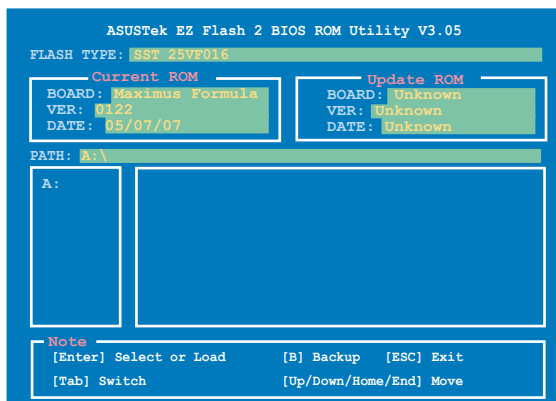 ASUSTek EZ Flash 2 BIOS ROM Utility V3.05
FLASH TYPE: SST 25VF016
Current ROM
BOARD: Maximus Formula
VER: 0122
DATE: 05/07/07
Update ROM
BOARD: Unknown
VER: Unknown
DATE: Unknown
PATH: A:\
A:
Note
[Enter] Select or Load [B] Backup [ESC] Exit
[Tab] Switch [Up/Down/Home/End] Move